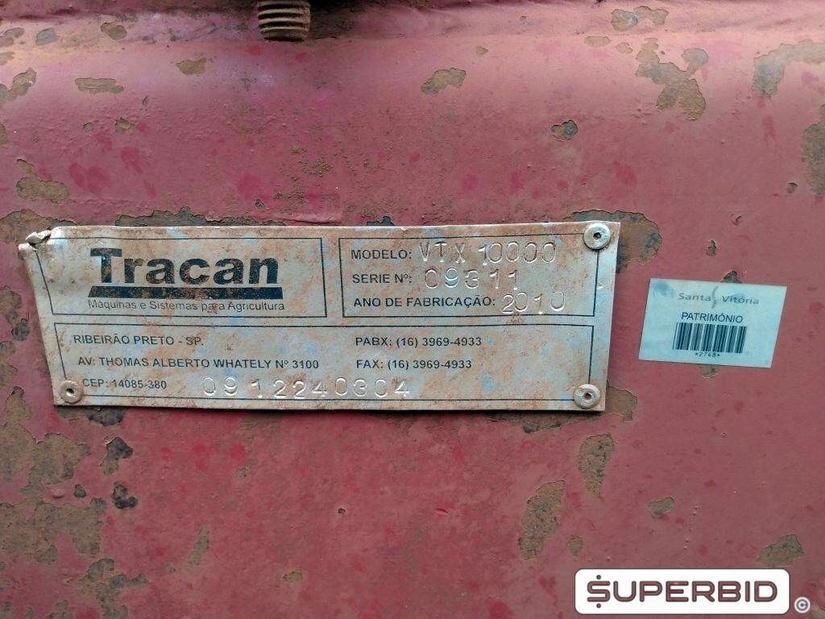 Tracan
Máquinas e Sistemas para Agricultura
MODELO: VTX 10000
SERIE Nº: 09311
ANO DE FABRICAÇÃO: 2010
RIBEIRÃO PRETO - SP.
PABX: (16) 3969-4933
AV: THOMAS ALBERTO WHATELY Nº 3100
FAX: (16) 3969-4933
CEP: 14085-380
0912240304
Santa Vitória
PATRIMÔNIO
*2748*
SUPERBID ©